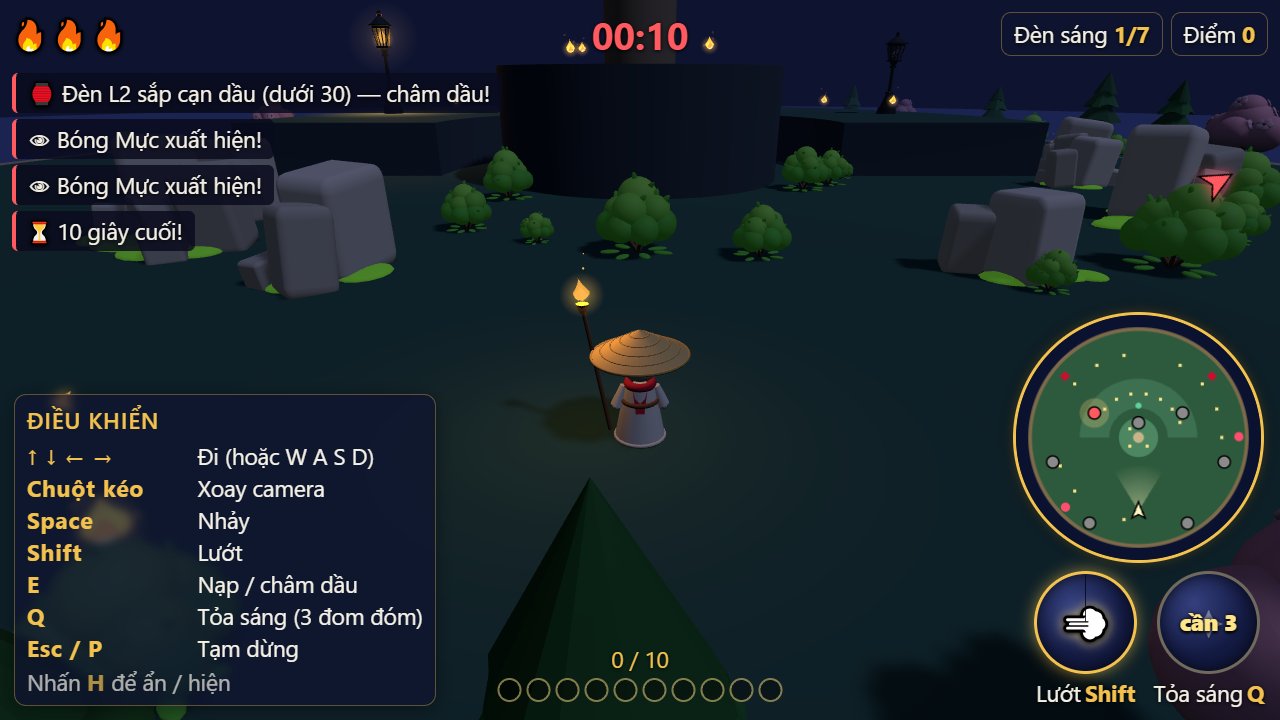 00:10
Đèn sáng 1/7
Điểm 0
Đèn L2 sắp cạn dầu (dưới 30) — châm dầu!
Bóng Mực xuất hiện!
Bóng Mực xuất hiện!
10 giây cuối!
ĐIỀU KHIỂN
↑ ↓ ← → Đi (hoặc W A S D)
Chuột kéo Xoay camera
Space Nhảy
Shift Lướt
E Nạp / châm dầu
Q Tỏa sáng (3 đom đóm)
Esc / P Tạm dừng
Nhấn H để ẩn / hiện
0 / 10
cần 3
Lướt Shift
Tỏa sáng Q